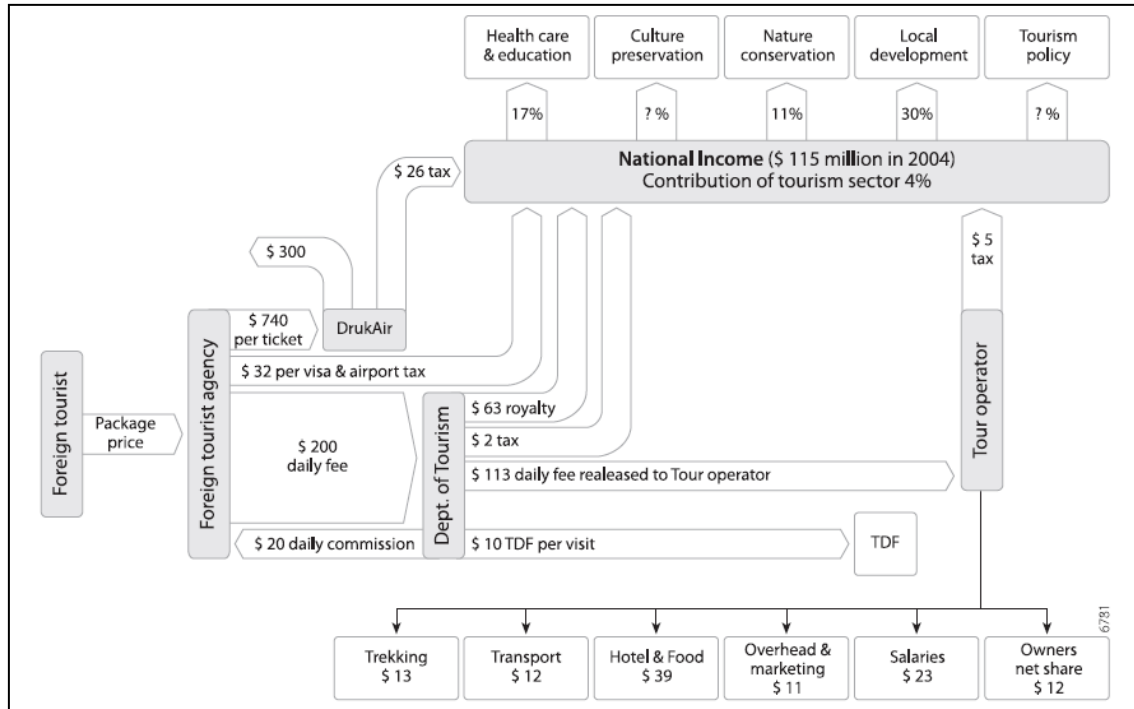 Health care
& education
Culture
preservation
Nature
conservation
Local
development
Tourism
policy
17%
? %
11%
30%
? %
National Income ($ 115 million in 2004)
Contribution of tourism sector 4%
$ 26 tax
$ 300
$ 5
tax
$ 740
per ticket
DrukAir
$ 32 per visa & airport tax
Foreign tourist
Package
price
Foreign tourist agency
$ 200
daily fee
Dept. of Tourism
$ 63 royalty
$ 2 tax
$ 113 daily fee realeased to Tour operator
Tour operator
$ 20 daily commission
$ 10 TDF per visit
TDF
Trekking
$ 13
Transport
$ 12
Hotel & Food
$ 39
Overhead &
marketing
$ 11
Salaries
$ 23
Owners
net share
$ 12
6781